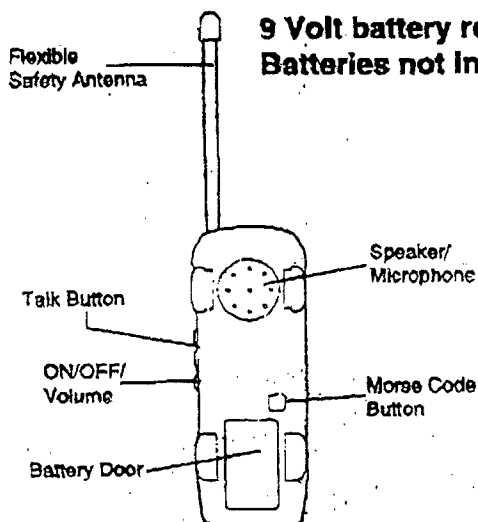 9 Volt battery re
Batteries not in
Flexible
Safety Antenna
Speaker/
Microphone
Talk Button
ON/OFF/
Volume
Morse Code
Button
Battery Door